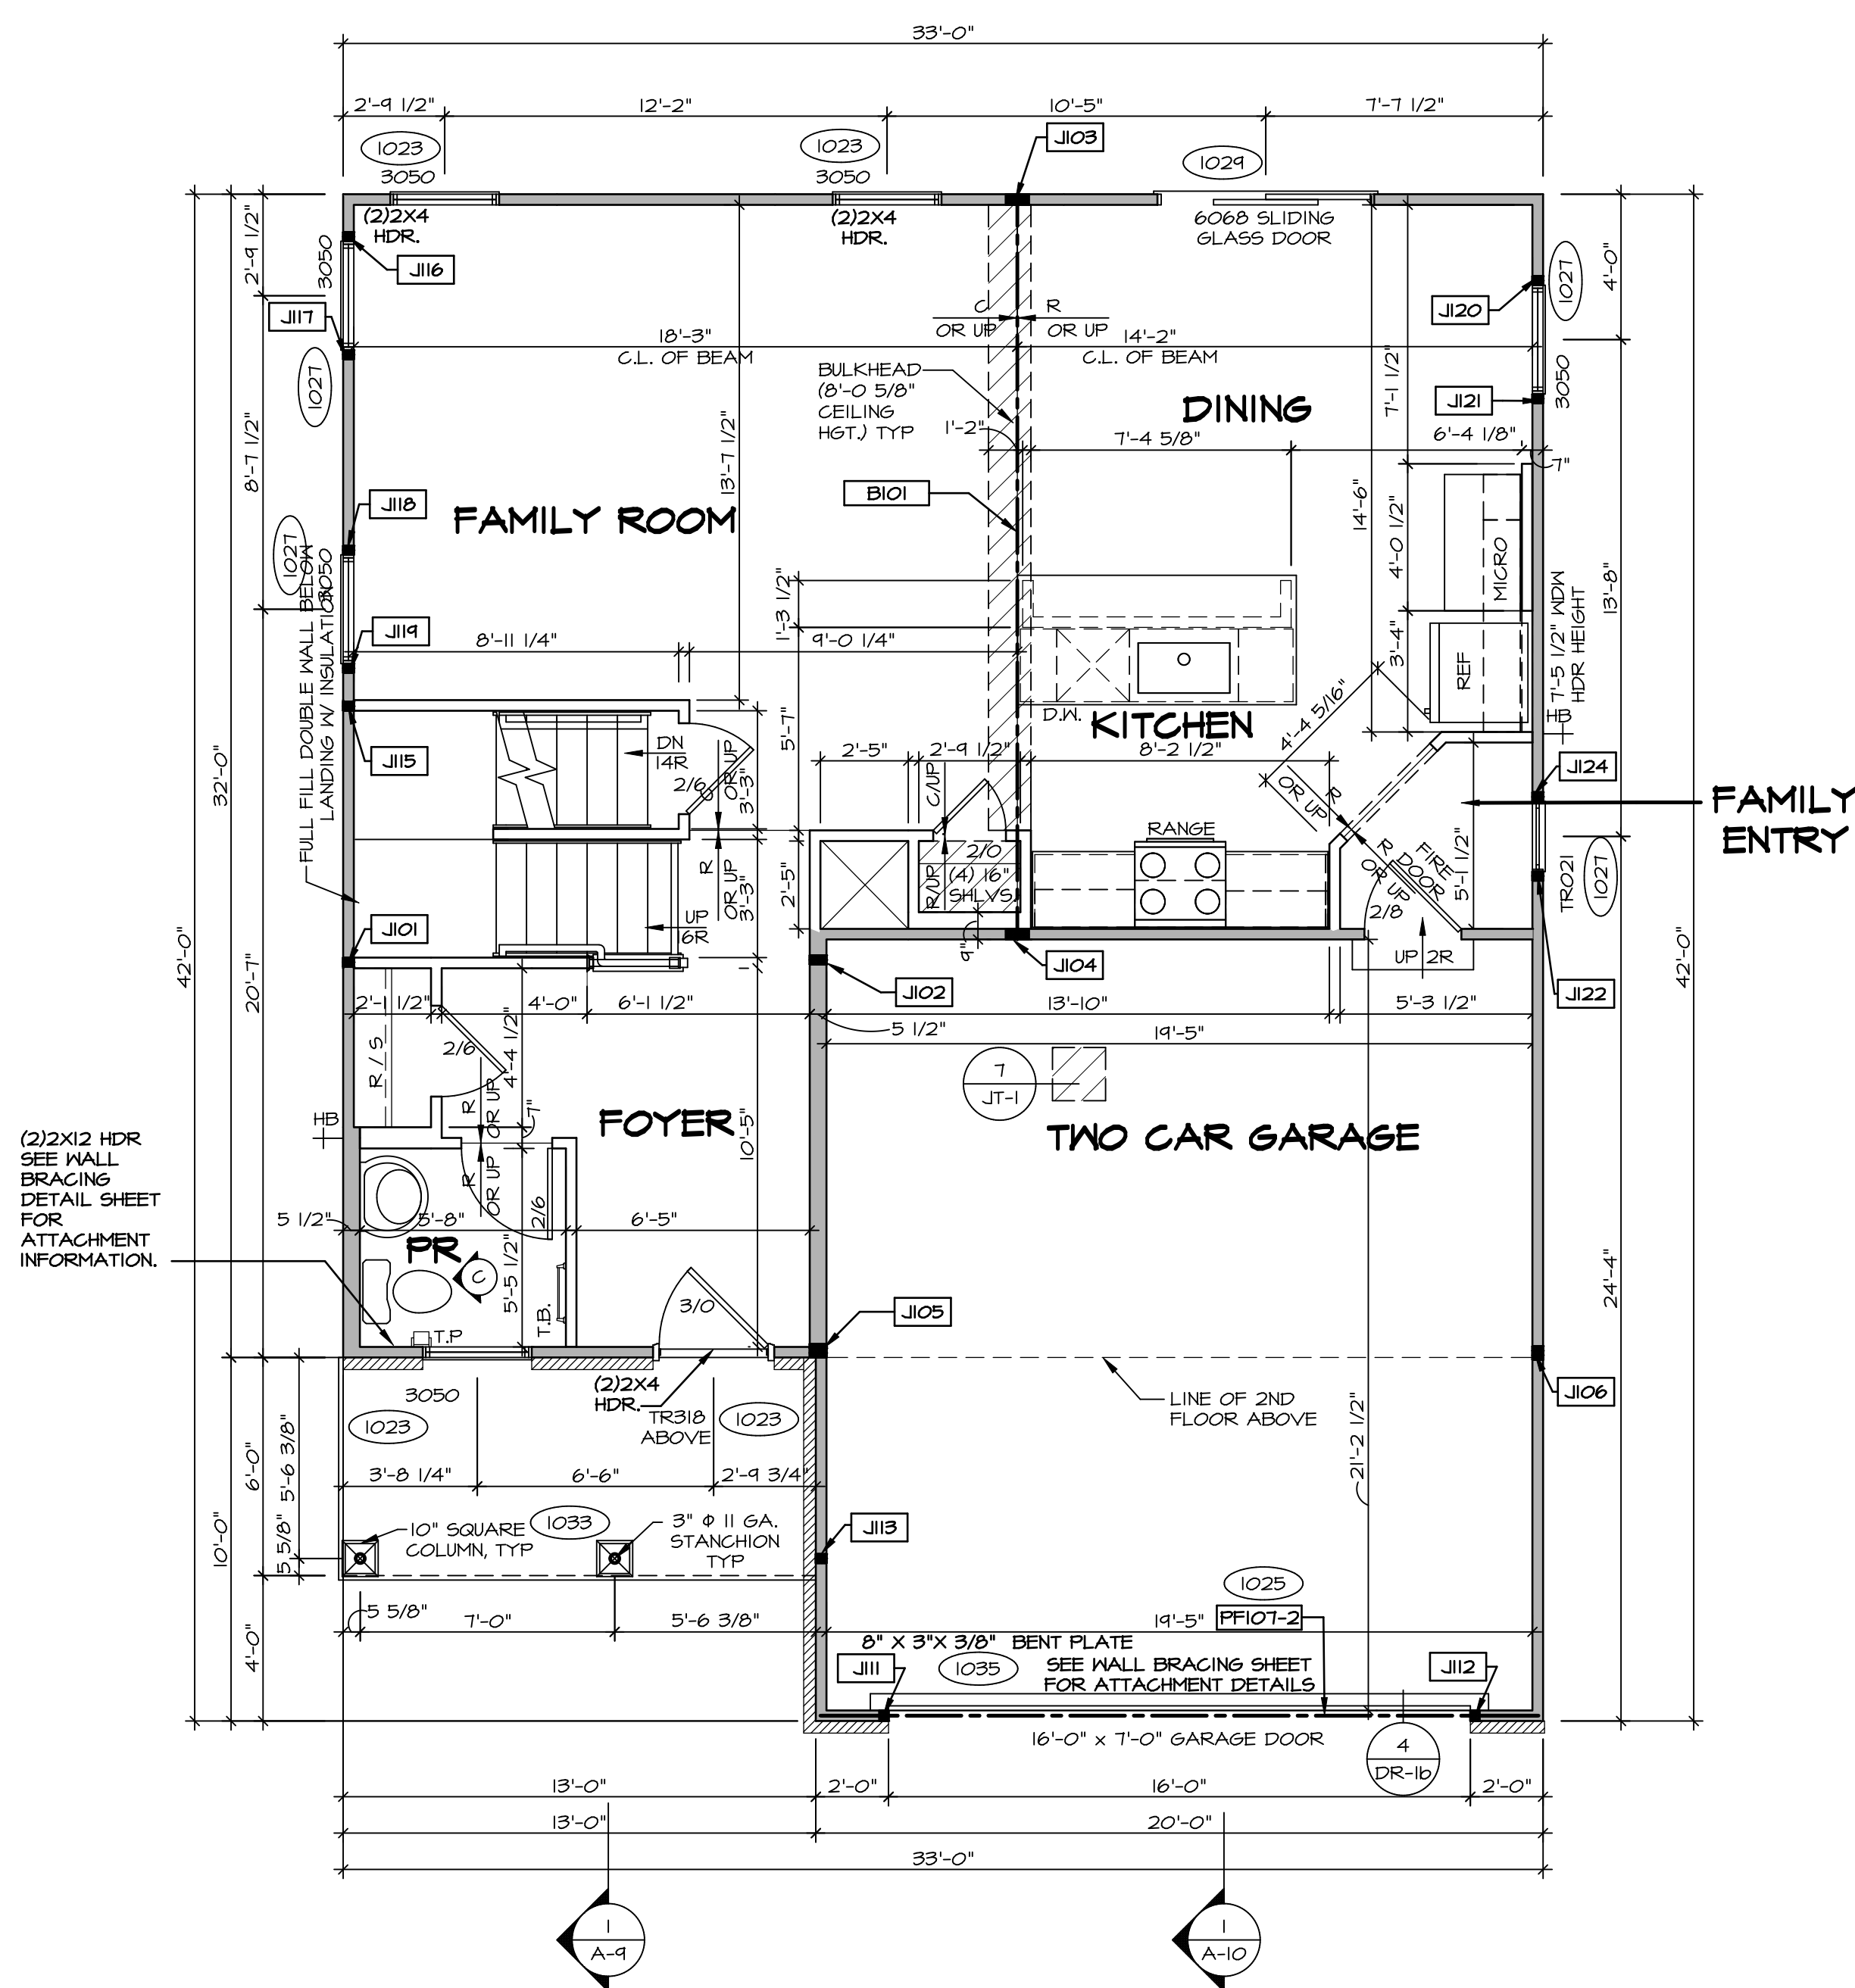 33'-0"
2'-9 1/2"
12'-2"
10'-5"
7'-7 1/2"
1023
1023
1029
J103
3050
3050
(2)2X4
HDR.
(2)2X4
HDR.
6068 SLIDING
GLASS DOOR
2'-9 1/2"
3050
J116
J117
1027
4'-0"
1027
J120
3050
J121
C
OR UP
R
OR UP
18'-3"
C.L. OF BEAM
14'-2"
C.L. OF BEAM
BULKHEAD
(8'-0 5/8"
CEILING
HGT.) TYP
DINING
7'-1 1/2"
1'-2"
7'-4 5/8"
6'-4 1/8"
7"
8'-7 1/2"
13'-7 1/2"
B101
J118
FAMILY ROOM
14'-6"
4'-0 1/2"
MICRO
1027
3050
FULL FILL DOUBLE WALL BELOW
LANDING W/ INSULATION
7'-5 1/2" WDW
HDR HEIGHT
13'-8"
J119
8'-11 1/4"
9'-0 1/4"
1'-3 1/2"
3'-4"
REF
D.W.
KITCHEN
4'-4 5/16"
HB
J115
DN
14R
2/6
OR UP
3'-3"
5'-7"
2'-5"
2'-9 1/2"
8'-2 1/2"
C/UP
R
OR UP
J124
FAMILY
ENTRY
32'-0"
42'-0"
20'-7"
RANGE
R
OR UP
3'-3"
UP
6R
2'-5"
R/UP
2/0
(4) 16"
SHLVS.
9"
R
OR UP
FIRE
DOOR
2/8
5'-1 1/2"
TR021
1027
UP 2R
J101
J102
J104
J122
42'-0"
2'-1 1/2"
4'-0"
6'-1 1/2"
5 1/2"
13'-10"
5'-3 1/2"
19'-5"
R / S
2/6
4'-4 1/2"
R
OR UP
7"
7
JT-1
HB
FOYER
10'-5"
TWO CAR GARAGE
(2)2X12 HDR
SEE WALL
BRACING
DETAIL SHEET
FOR
ATTACHMENT
INFORMATION.
R
OR UP
2/6
5 1/2"
5'-8"
6'-5"
PR
C
5'-5 1/2"
T.B.
T.P
3/0
J105
24'-4"
3050
1023
(2)2X4
HDR.
TR318
ABOVE
1023
LINE OF 2ND
FLOOR ABOVE
J106
21'-2 1/2"
10'-0"
6'-0"
5'-6 3/8"
5 5/8"
3'-8 1/4"
6'-6"
2'-9 3/4"
10" SQUARE
COLUMN, TYP
1033
3" Φ 11 GA.
STANCHION
TYP
J113
1025
PF107-2
5 5/8"
7'-0"
5'-6 3/8"
19'-5"
4'-0"
8" X 3"X 3/8" BENT PLATE
J111
1035
SEE WALL BRACING SHEET
FOR ATTACHMENT DETAILS
J112
16'-0" x 7'-0" GARAGE DOOR
4
DR-1b
13'-0"
2'-0"
16'-0"
2'-0"
13'-0"
20'-0"
33'-0"
1
A-9
1
A-10